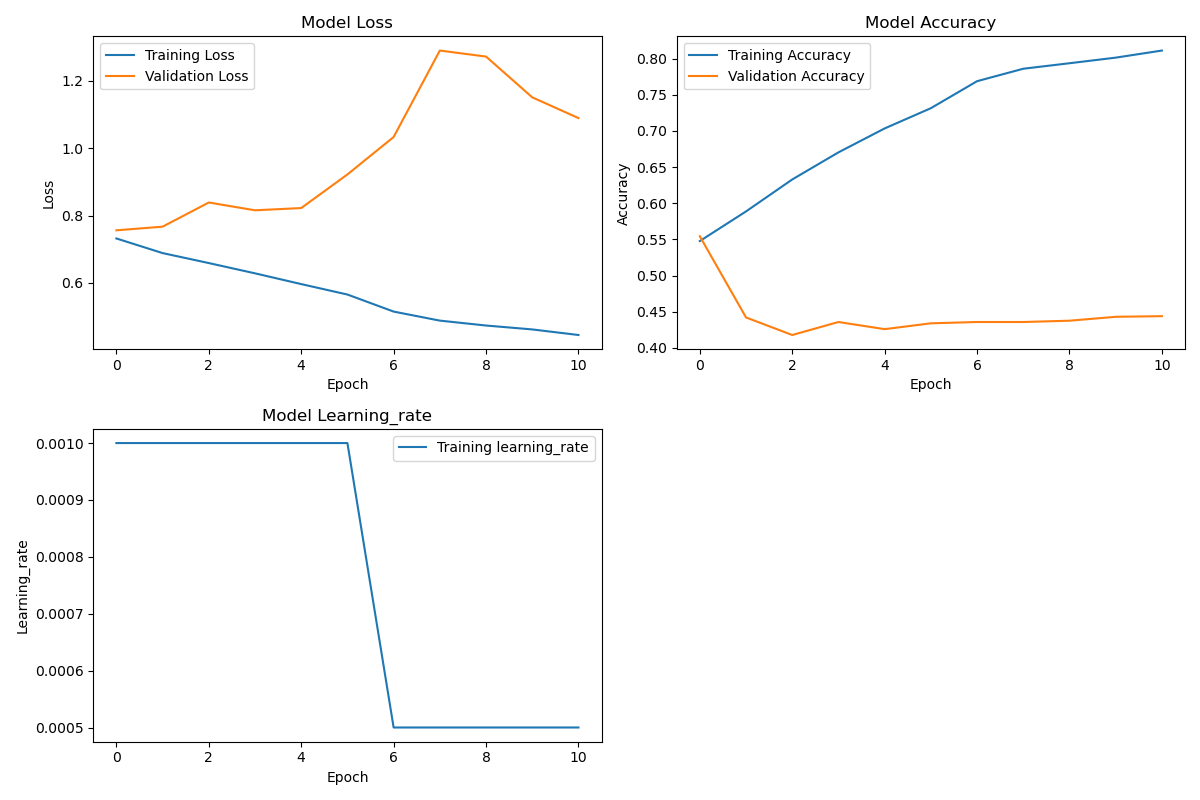 Model Loss
Training Loss
Validation Loss
1.2
1.0
0.8
0.6
Loss
0 2 4 6 8 10
Epoch
Model Accuracy
Training Accuracy
Validation Accuracy
0.80
0.75
0.70
0.65
0.60
0.55
0.50
0.45
0.40
Accuracy
0 2 4 6 8 10
Epoch
Model Learning_rate
Training learning_rate
0.0010
0.0009
0.0008
0.0007
0.0006
0.0005
Learning_rate
0 2 4 6 8 10
Epoch